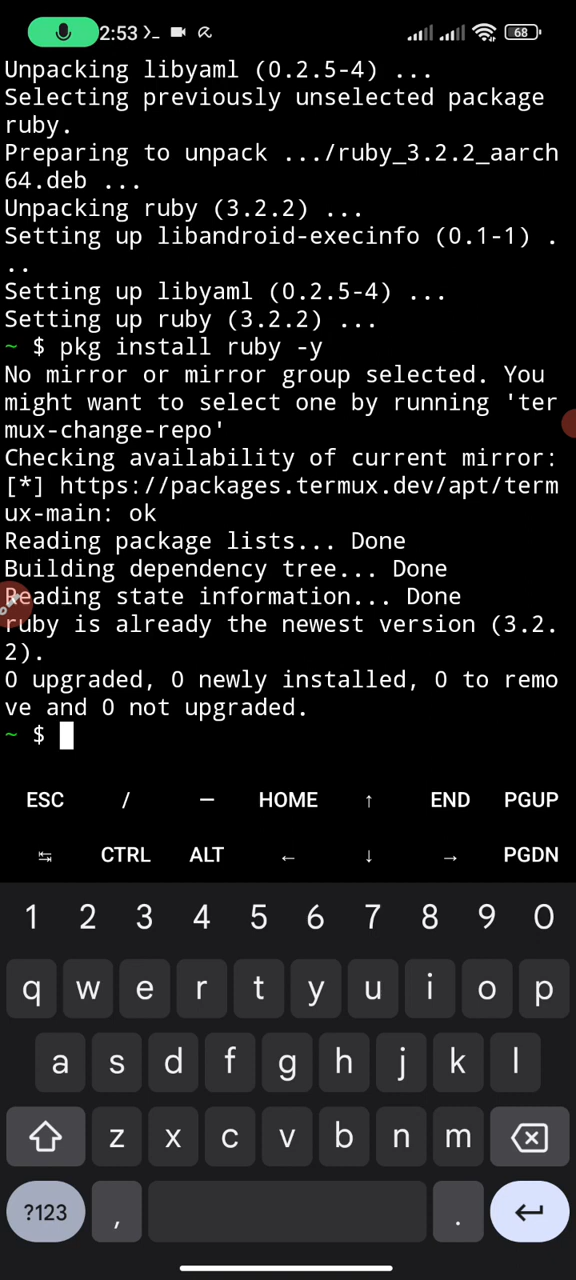 2:53
68
Unpacking libyaml (0.2.5-4) ...
Selecting previously unselected package
ruby.
Preparing to unpack .../ruby_3.2.2_aarch
64.deb ...
Unpacking ruby (3.2.2) ...
Setting up libandroid-execinfo (0.1-1) .
..
Setting up libyaml (0.2.5-4) ...
Setting up ruby (3.2.2) ...
~ $ pkg install ruby -y
No mirror or mirror group selected. You
might want to select one by running 'ter
mux-change-repo'
Checking availability of current mirror:
[*] https://packages.termux.dev/apt/term
ux-main: ok
Reading package lists... Done
Building dependency tree... Done
Reading state information... Done
ruby is already the newest version (3.2.
2).
0 upgraded, 0 newly installed, 0 to remo
ve and 0 not upgraded.
~ $
ESC / — HOME ↑ END PGUP
↹ CTRL ALT ← ↓ → PGDN
1 2 3 4 5 6 7 8 9 0
q w e r t y u i o p
a s d f g h j k l
z x c v b n m
?123 , .